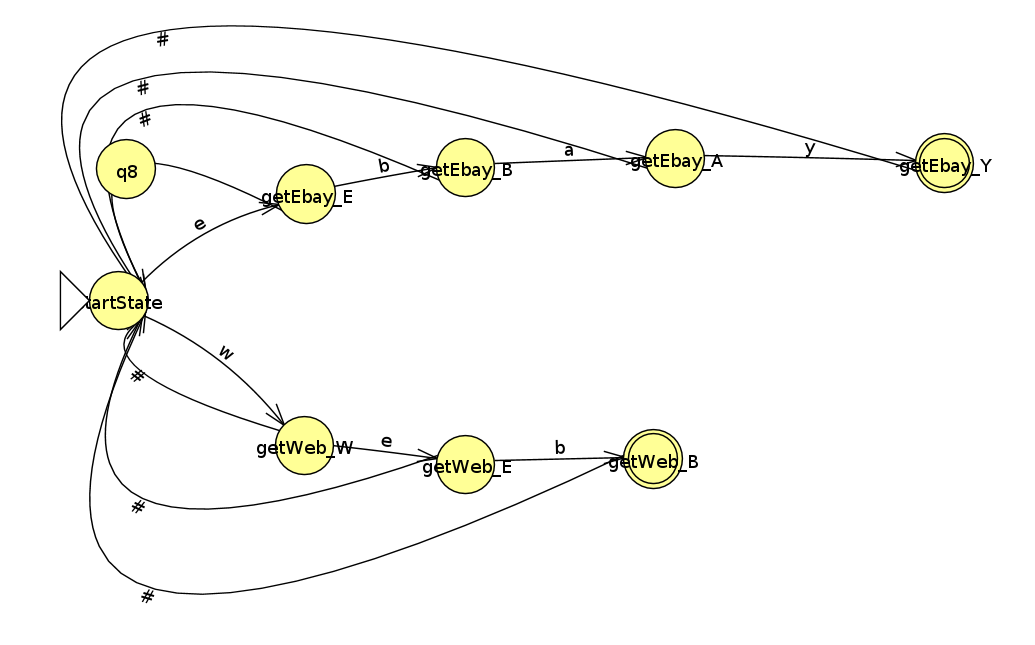 #
#
#
q8
getEbay_E
b
getEbay_B
a
getEbay_A
y
getEbay_Y
e
tartState
w
#
getWeb_W
e
getWeb_E
b
getWeb_B
#
#